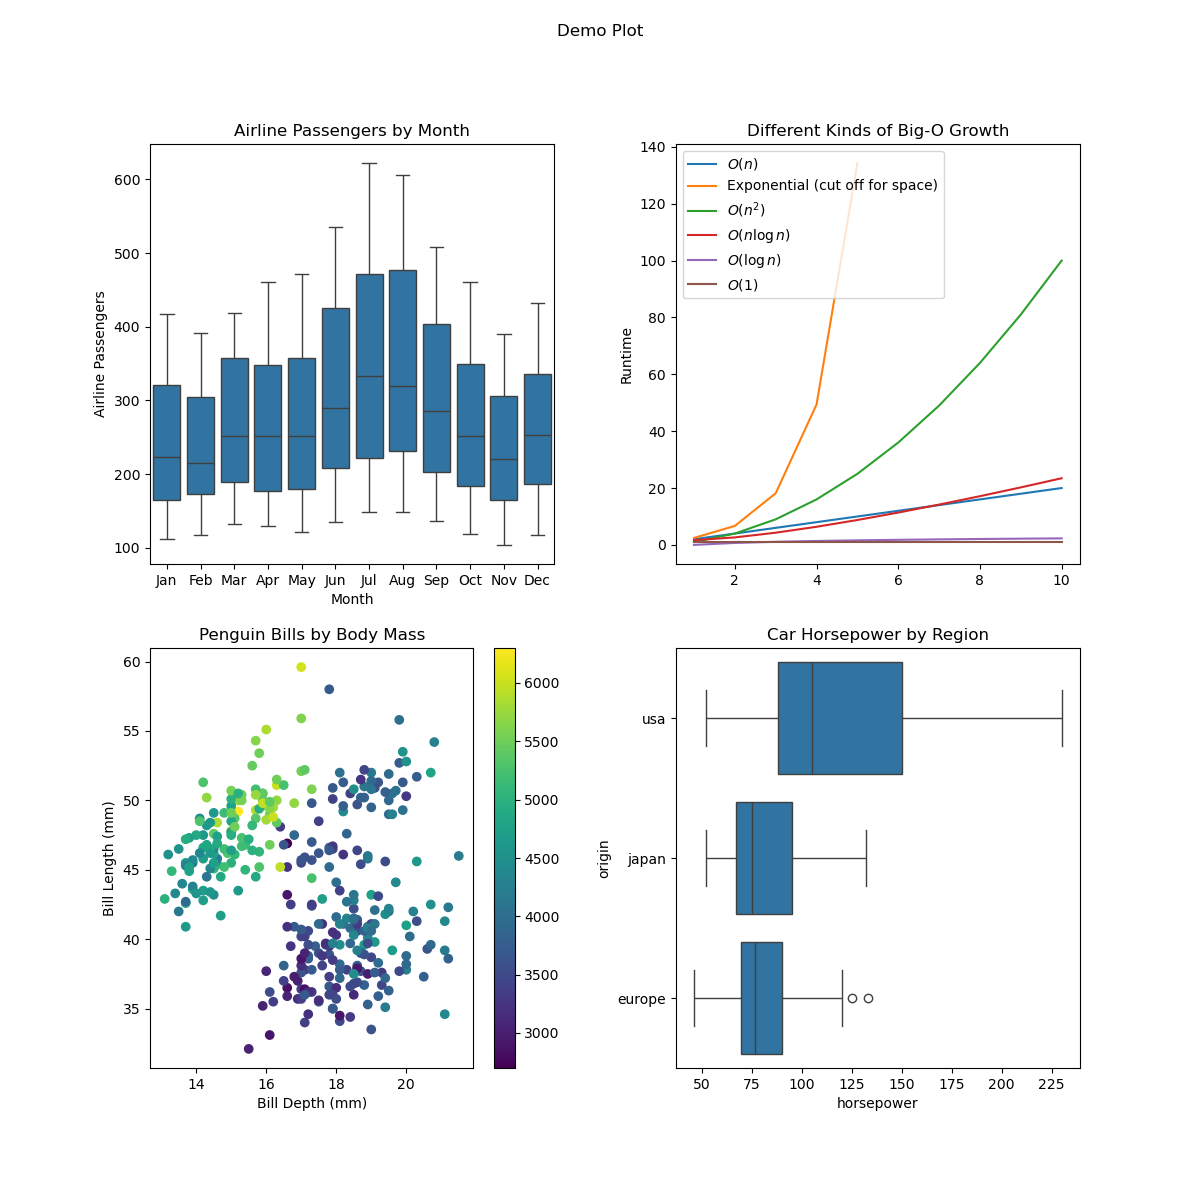 Demo Plot
Airline Passengers by Month
600
500
400
300
200
100
Airline Passengers
Jan Feb Mar Apr May Jun Jul Aug Sep Oct Nov Dec
Month
Different Kinds of Big-O Growth
140
120
100
80
60
40
20
0
Runtime
O(n)
Exponential (cut off for space)
O(n²)
O(n log n)
O(log n)
O(1)
2 4 6 8 10
Penguin Bills by Body Mass
60
55
50
45
40
35
Bill Length (mm)
14 16 18 20
Bill Depth (mm)
6000
5500
5000
4500
4000
3500
3000
Car Horsepower by Region
usa
japan
europe
origin
50 75 100 125 150 175 200 225
horsepower